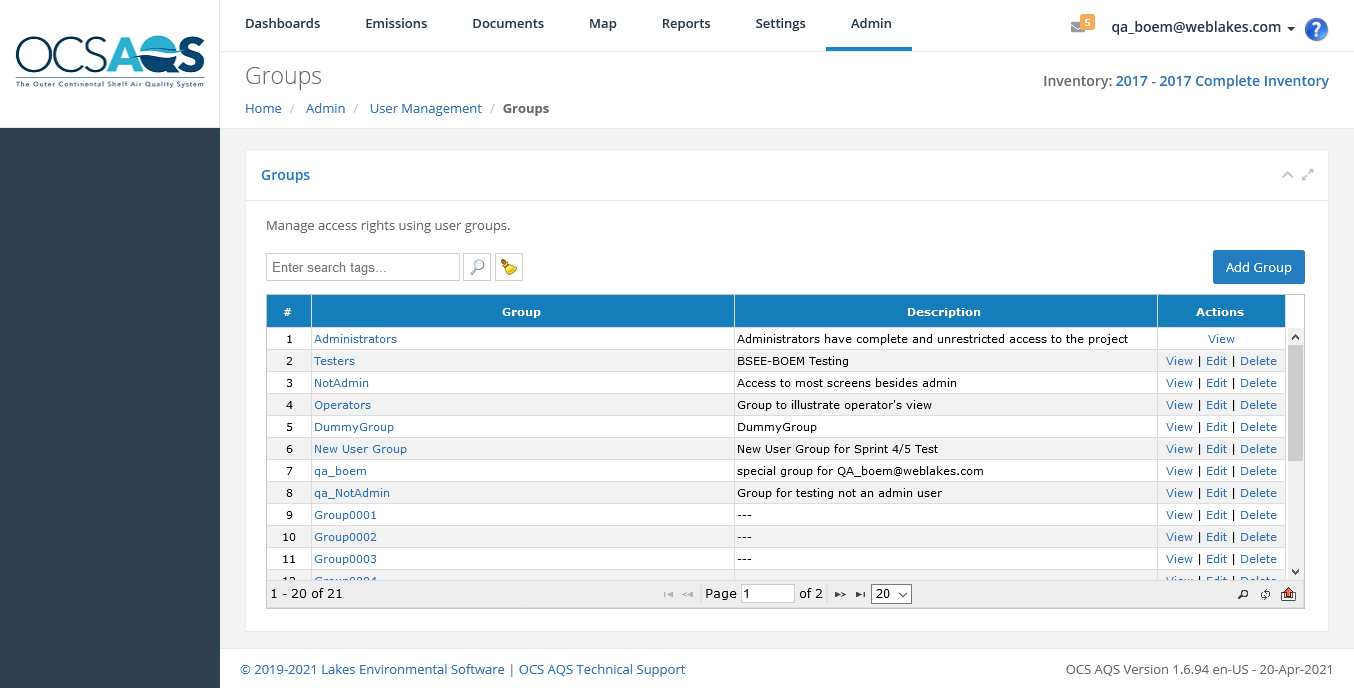 OCSAQS
The Outer Continental Shelf Air Quality System
Dashboards Emissions Documents Map Reports Settings Admin 5 qa_boem@weblakes.com ?
Groups
Inventory: 2017 - 2017 Complete Inventory
Home / Admin / User Management / Groups
Groups
Manage access rights using user groups.
Enter search tags...
Add Group
# Group Description Actions
1 Administrators Administrators have complete and unrestricted access to the project View
2 Testers BSEE-BOEM Testing View | Edit | Delete
3 NotAdmin Access to most screens besides admin View | Edit | Delete
4 Operators Group to illustrate operator's view View | Edit | Delete
5 DummyGroup DummyGroup View | Edit | Delete
6 New User Group New User Group for Sprint 4/5 Test View | Edit | Delete
7 qa_boem special group for QA_boem@weblakes.com View | Edit | Delete
8 qa_NotAdmin Group for testing not an admin user View | Edit | Delete
9 Group0001 --- View | Edit | Delete
10 Group0002 --- View | Edit | Delete
11 Group0003 --- View | Edit | Delete
12 Group0004 View | Edit | Delete
1 - 20 of 21 Page 1 of 2 20
© 2019-2021 Lakes Environmental Software | OCS AQS Technical Support
OCS AQS Version 1.6.94 en-US - 20-Apr-2021